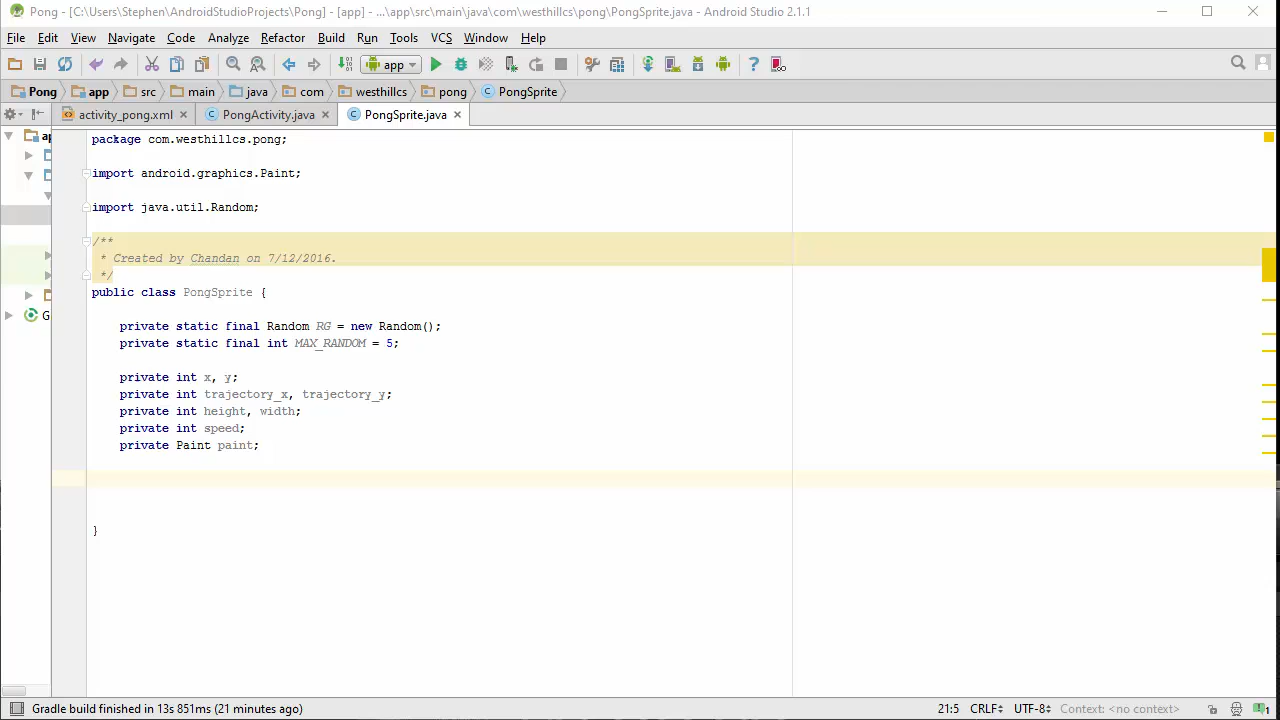 Pong - [C:\Users\Stephen\AndroidStudioProjects\Pong] - [app] - ...\app\src\main\java\com\westhillcs\pong\PongSprite.java - Android Studio 2.1.1
File Edit View Navigate Code Analyze Refactor Build Run Tools VCS Window Help
app
Pong app src main java com westhillcs pong PongSprite
activity_pong.xml PongActivity.java PongSprite.java
package com.westhillcs.pong;
import android.graphics.Paint;
import java.util.Random;
/**
* Created by Chandan on 7/12/2016.
*/
public class PongSprite {
private static final Random RG = new Random();
private static final int MAX_RANDOM = 5;
private int x, y;
private int trajectory_x, trajectory_y;
private int height, width;
private int speed;
private Paint paint;
}
Gradle build finished in 13s 851ms (21 minutes ago) 21:5 CRLF UTF-8 Context: <no context> 1